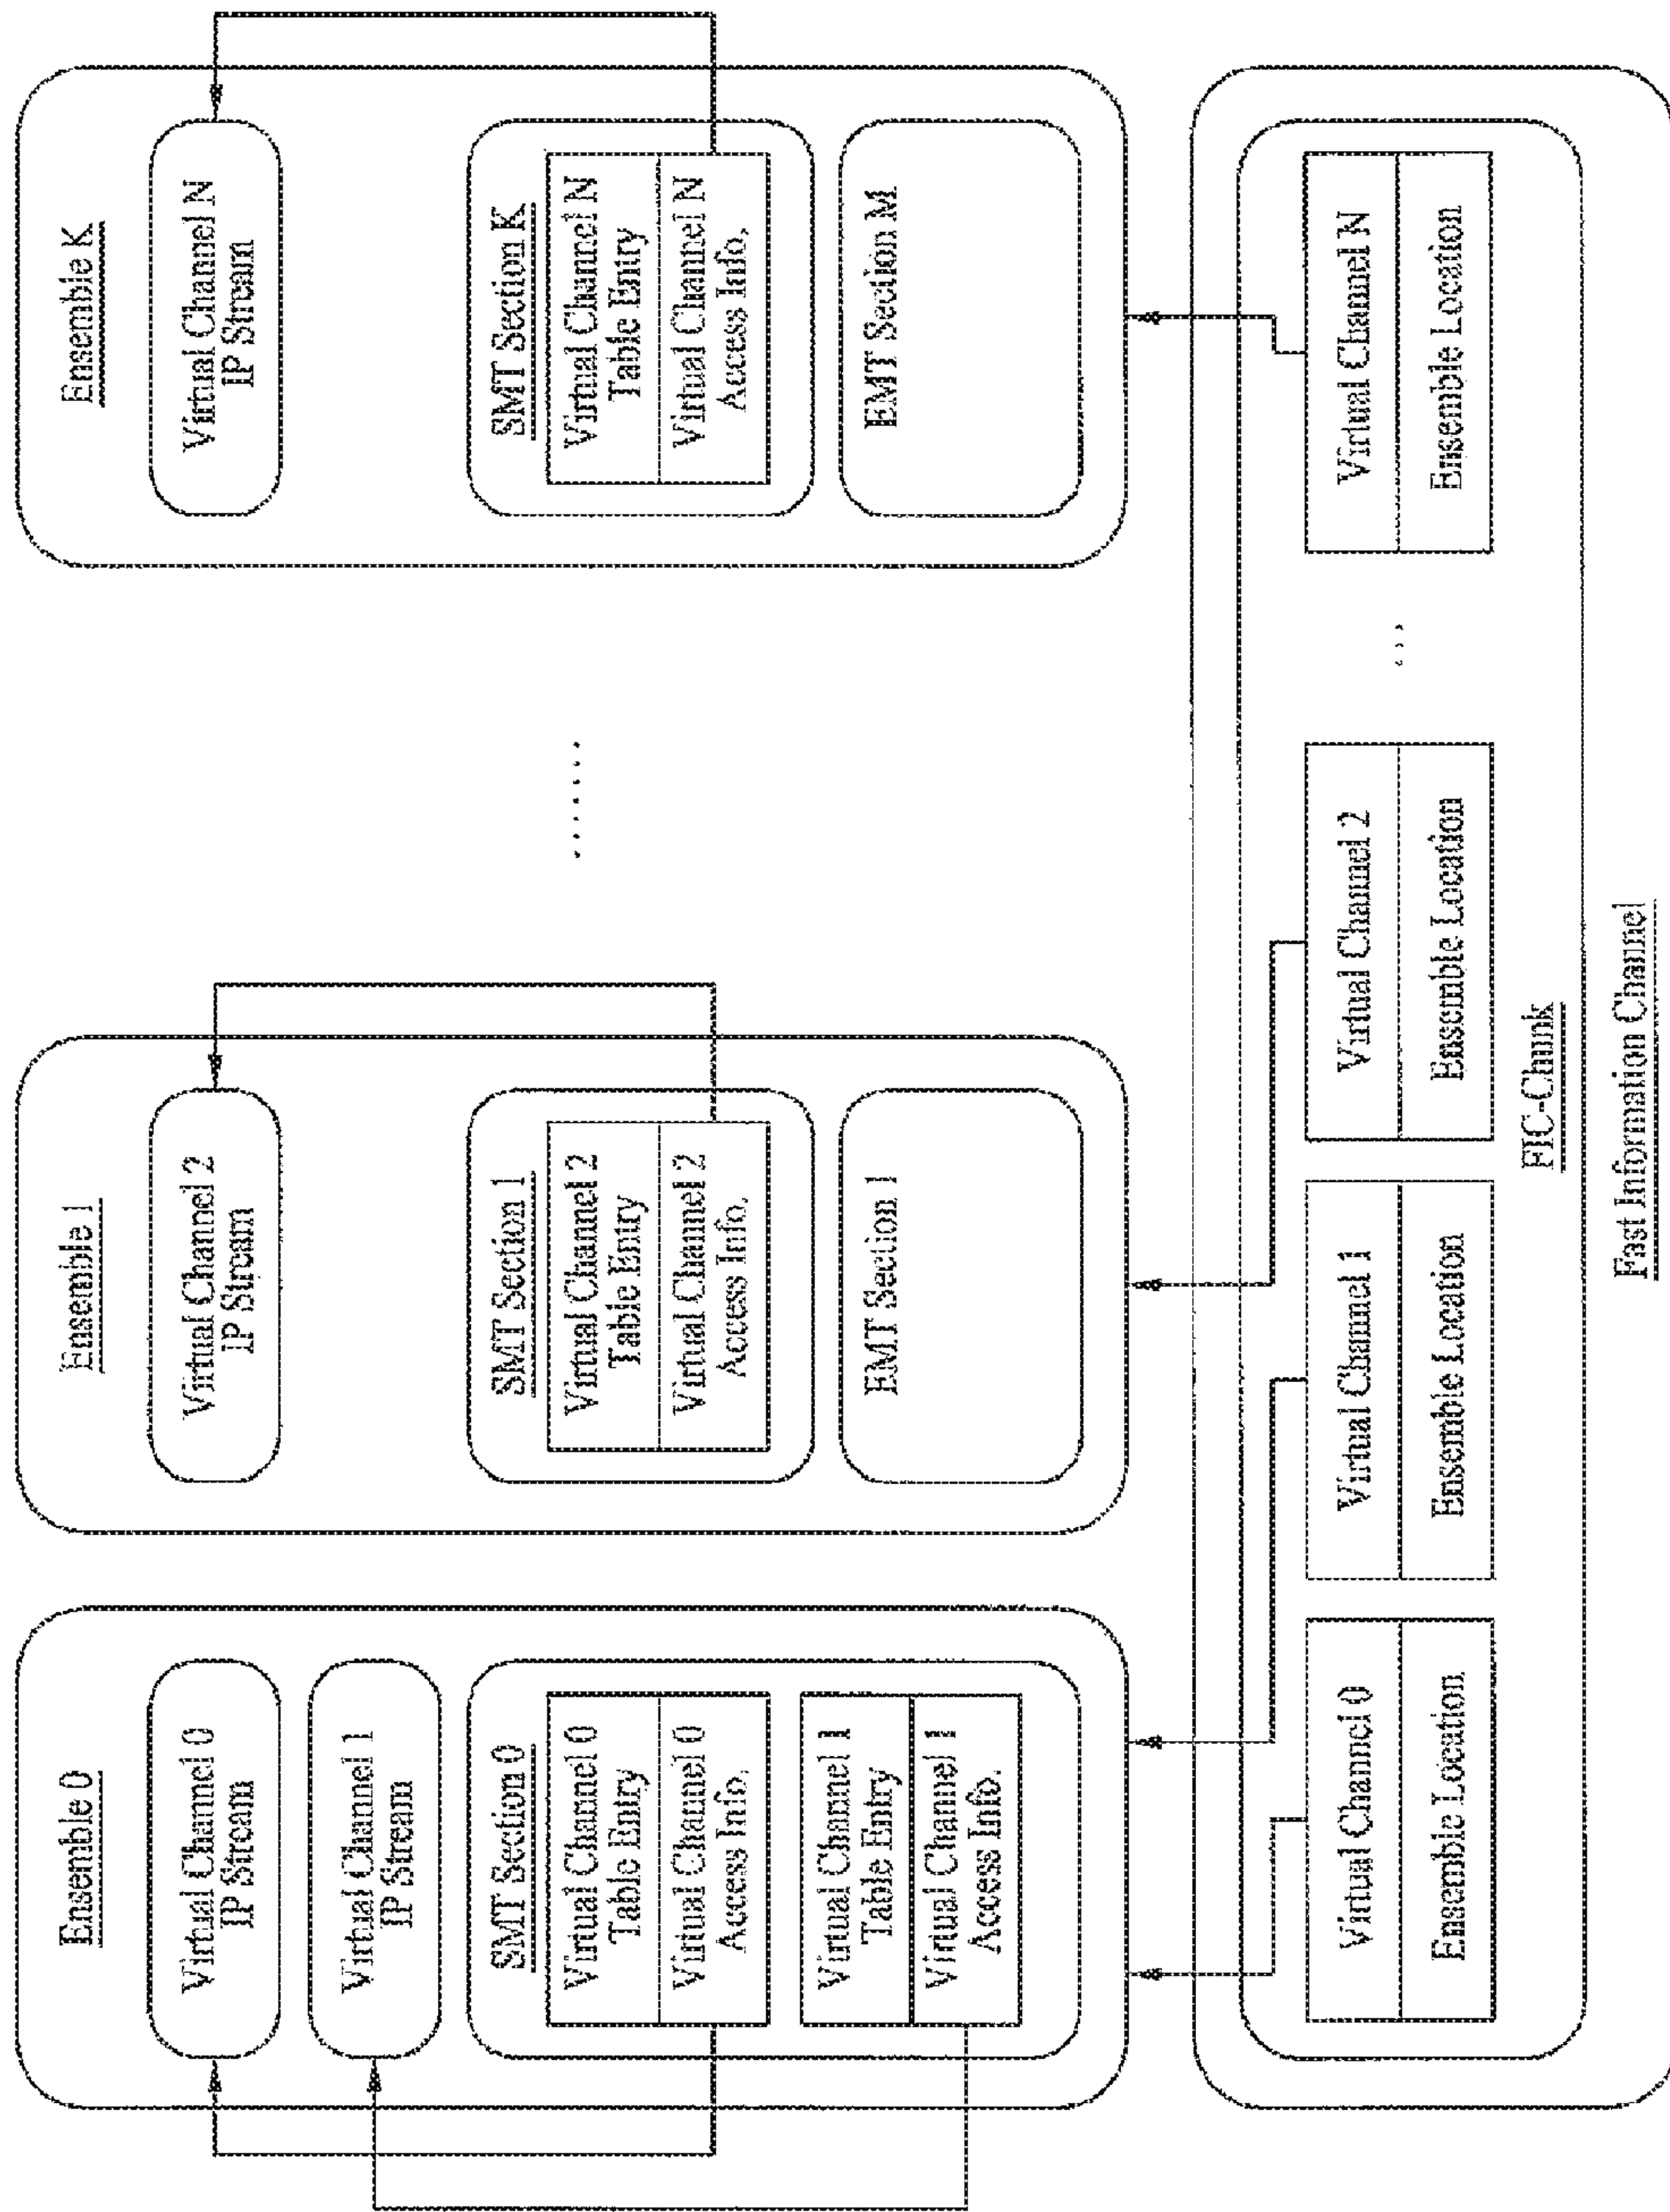 Ensemble 0
Virtual Channel 0
IP Stream
Virtual Channel 1
IP Stream
SMT Section 0
Virtual Channel 0
Table Entry
Virtual Channel 0
Access Info.
Virtual Channel 1
Table Entry
Virtual Channel 1
Access Info.
Ensemble 1
Virtual Channel 2
IP Stream
SMT Section 1
Virtual Channel 2
Table Entry
Virtual Channel 2
Access Info.
EMT Section 1
.......
Ensemble K
Virtual Channel N
IP Stream
SMT Section K
Virtual Channel N
Table Entry
Virtual Channel N
Access Info.
EMT Section M
Virtual Channel 0
Ensemble Location
Virtual Channel 1
Ensemble Location
Virtual Channel 2
Ensemble Location
...
Virtual Channel N
Ensemble Location
FIC-Chunk
Fast Information Channel